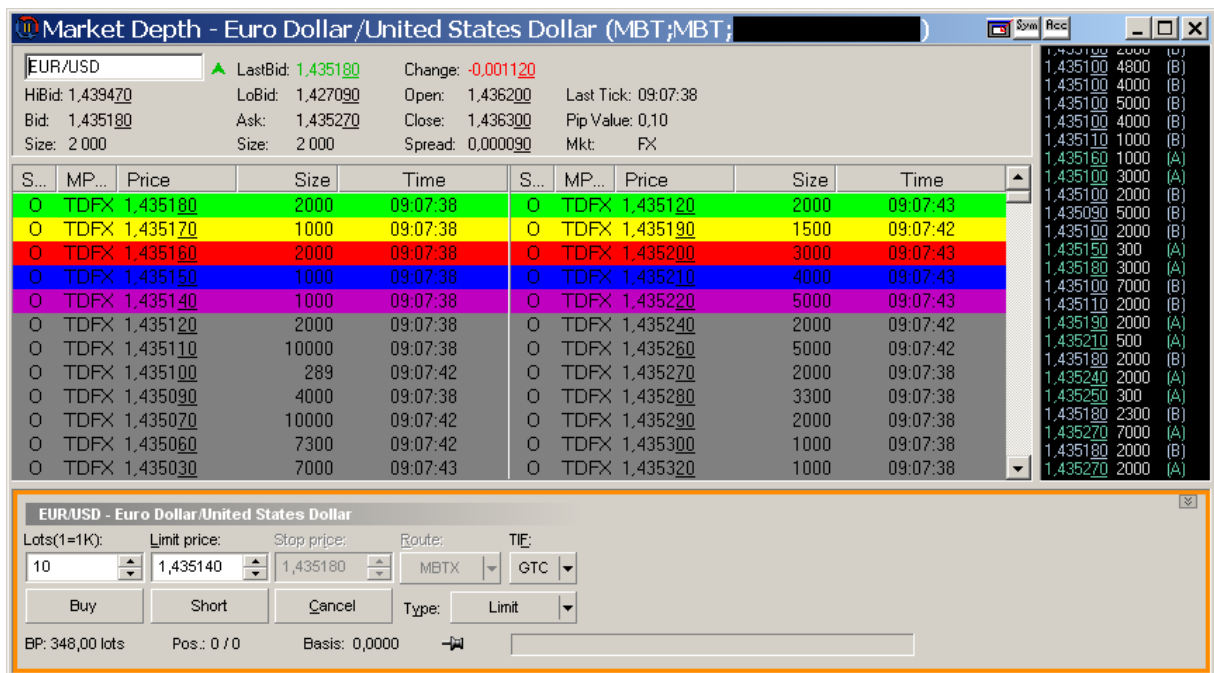 Market Depth - Euro Dollar/United States Dollar (MBT;MBT; ) Sym Acc
EUR/USD LastBid: 1,435180 Change: -0,001120
HiBid: 1,439470 LoBid: 1,427090 Open: 1,436200 Last Tick: 09:07:38
Bid: 1,435180 Ask: 1,435270 Close: 1,436300 Pip Value: 0,10
Size: 2 000 Size: 2 000 Spread: 0,000090 Mkt: FX
S... MP... Price Size Time S... MP... Price Size Time
O TDFX 1,435180 2000 09:07:38 O TDFX 1,435120 2000 09:07:43
O TDFX 1,435170 1000 09:07:38 O TDFX 1,435190 1500 09:07:42
O TDFX 1,435160 2000 09:07:38 O TDFX 1,435200 3000 09:07:43
O TDFX 1,435150 1000 09:07:38 O TDFX 1,435210 4000 09:07:43
O TDFX 1,435140 1000 09:07:38 O TDFX 1,435220 5000 09:07:43
O TDFX 1,435120 2000 09:07:38 O TDFX 1,435240 2000 09:07:42
O TDFX 1,435110 10000 09:07:38 O TDFX 1,435260 5000 09:07:42
O TDFX 1,435100 289 09:07:42 O TDFX 1,435270 2000 09:07:38
O TDFX 1,435090 4000 09:07:38 O TDFX 1,435280 3300 09:07:38
O TDFX 1,435070 10000 09:07:42 O TDFX 1,435290 2000 09:07:38
O TDFX 1,435060 7300 09:07:42 O TDFX 1,435300 1000 09:07:38
O TDFX 1,435030 7000 09:07:43 O TDFX 1,435320 1000 09:07:38
1,435100 4800 (B)
1,435100 4000 (B)
1,435100 5000 (B)
1,435100 4000 (B)
1,435110 1000 (B)
1,435160 1000 (A)
1,435100 3000 (A)
1,435100 2000 (B)
1,435090 5000 (B)
1,435100 2000 (B)
1,435150 300 (A)
1,435180 3000 (A)
1,435100 7000 (B)
1,435110 2000 (B)
1,435190 2000 (A)
1,435210 500 (A)
1,435180 2000 (B)
1,435240 2000 (A)
1,435250 300 (A)
1,435180 2300 (B)
1,435270 7000 (A)
1,435180 2000 (B)
1,435270 2000 (A)
EUR/USD - Euro Dollar/United States Dollar
Lots(1=1K): Limit price: Stop price: Route: TIF:
10 1,435140 1,435180 MBTX GTC
Buy Short Cancel Type: Limit
BP: 348,00 lots Pos.: 0 / 0 Basis: 0,0000